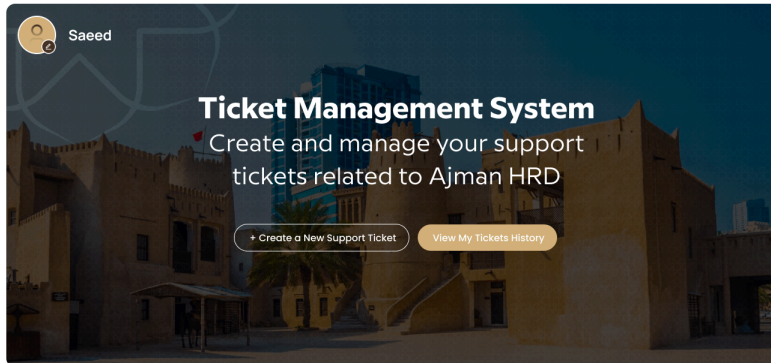 Saeed
Ticket Management System
Create and manage your support
tickets related to Ajman HRD
+ Create a New Support Ticket
View My Tickets History